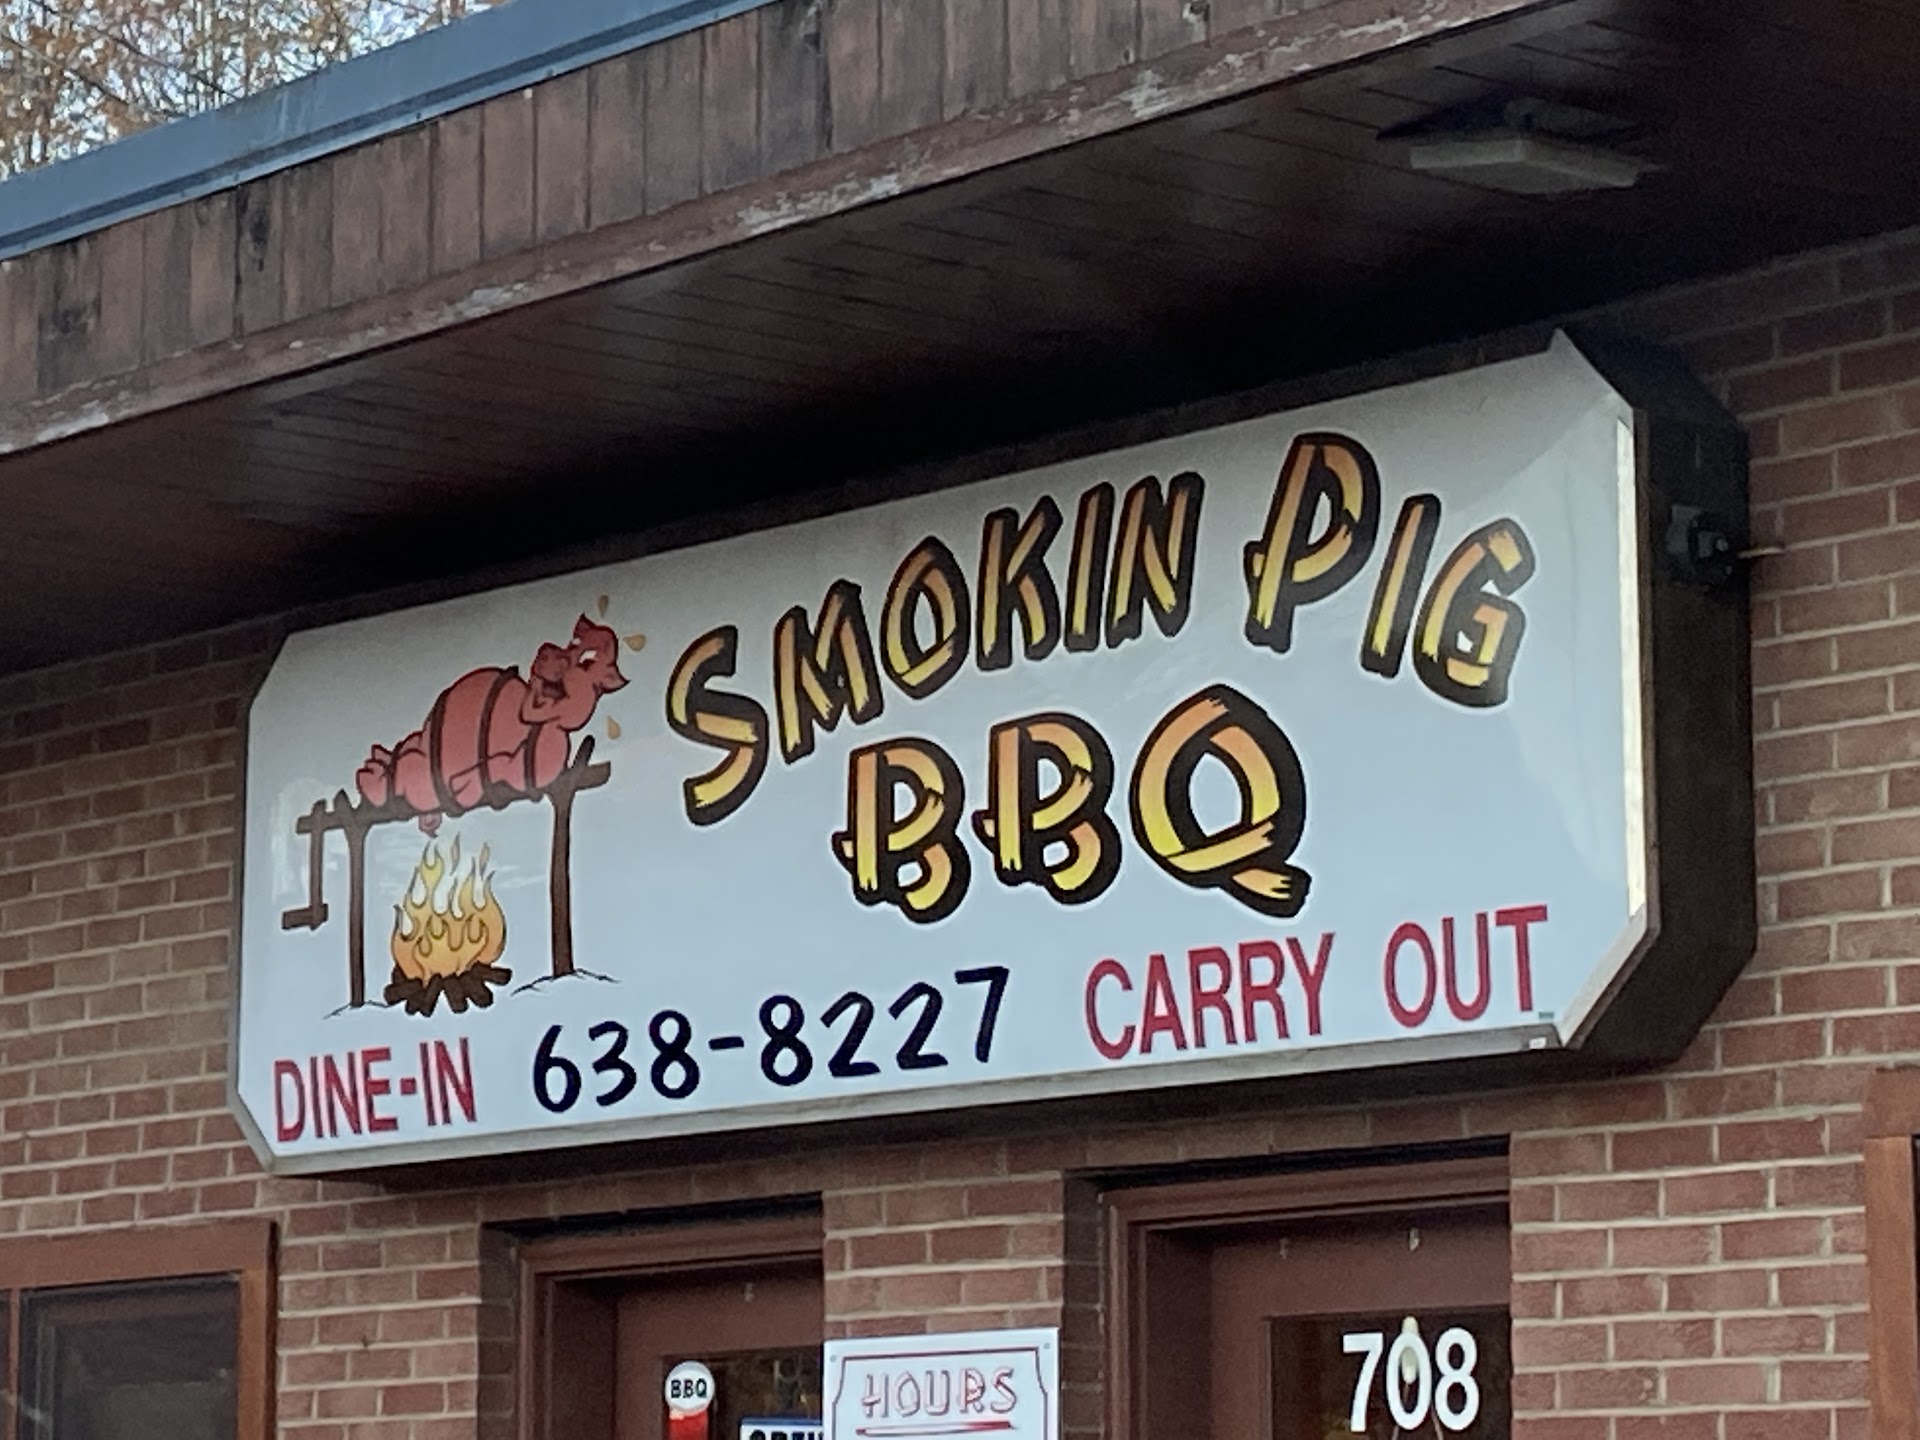 SMOKIN PIG
BBQ
DINE-IN 638-8227 CARRY OUT
BBQ
HOURS
708